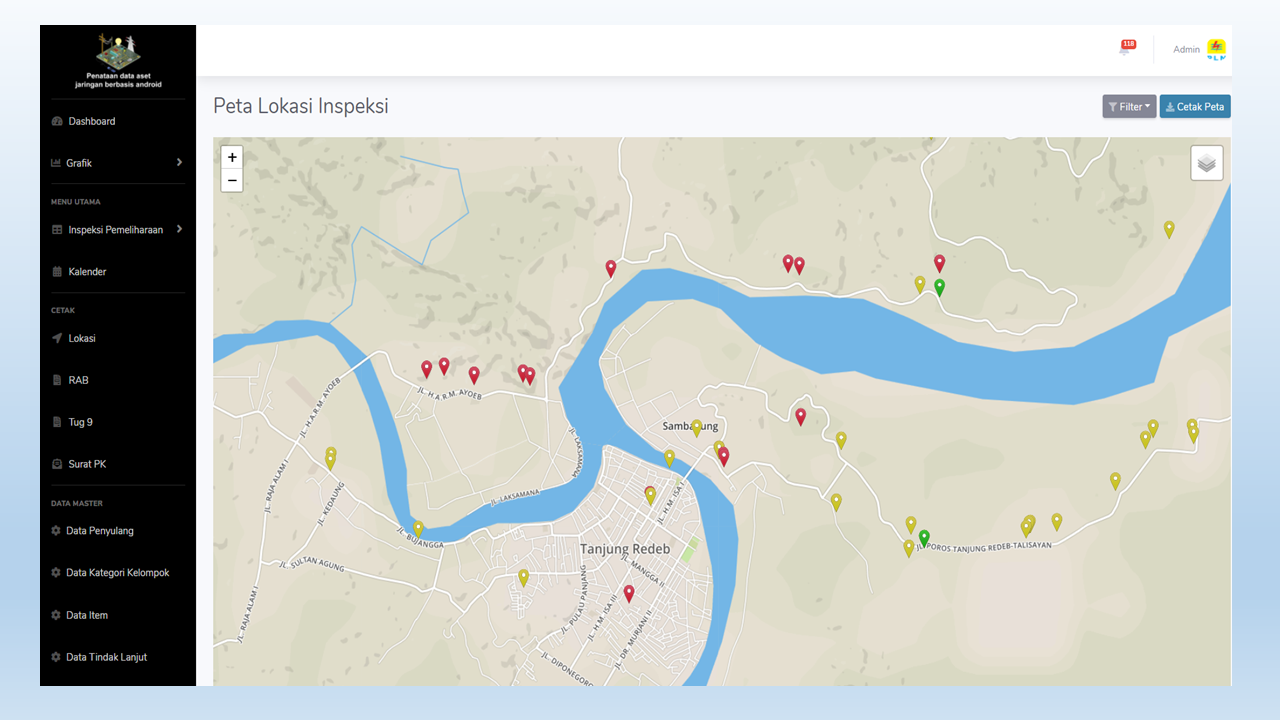 Penataan data aset
jaringan berbasis android
Dashboard
Grafik
MENU UTAMA
Inspeksi Pemeliharaan
Kalender
CETAK
Lokasi
RAB
Tug 9
Surat PK
DATA MASTER
Data Penyulang
Data Kategori Kelompok
Data Item
Data Tindak Lanjut
118
Admin
PLN
Peta Lokasi Inspeksi
Filter
Cetak Peta
+
−
JL. H.A.R.M. AYOEB
JL. H.A.R.M. AYOEB
JL. LAKSAMANA
JL. RAJA ALAM I
JL. KEDAULNG
JL. LAKSAMANA
JL. BUJANGGA
JL. SULTAN AGUNG
JL. H.M. ISA I
Tanjung Redeb
JL. POROS TANJUNG REDEB-TALISAYAN
JL. MANGGA II
JL. PULAU PANJANG
JL. H.M. ISA III
JL. DR. MURJANI II
JL. RAJA ALAM I
JL. DIPONEGORO